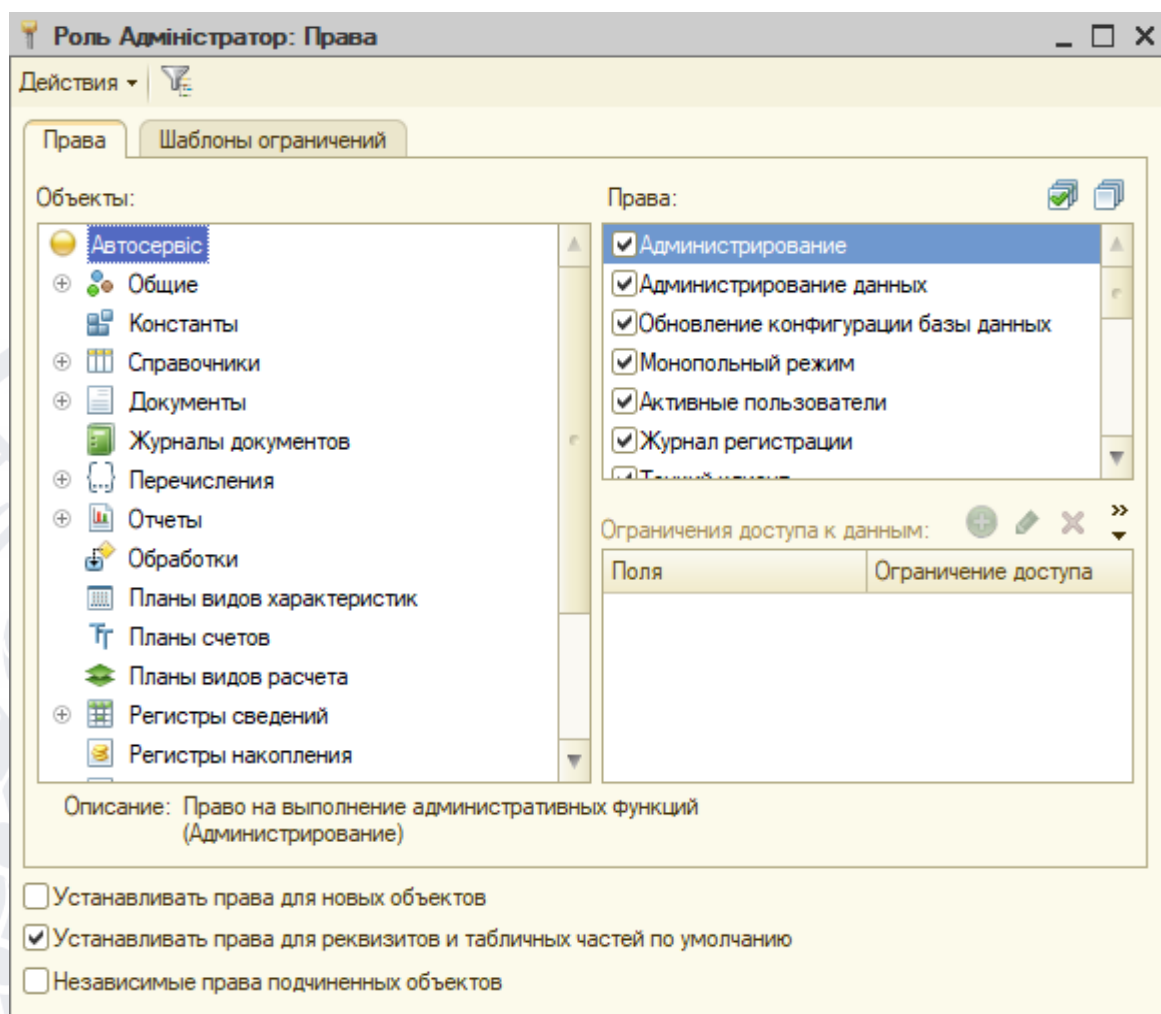 Роль Адміністратор: Права
Действия
Права
Шаблоны ограничений
Объекты:
Автосервіс
Общие
Константы
Справочники
Документы
Журналы документов
Перечисления
Отчеты
Обработки
Планы видов характеристик
Планы счетов
Планы видов расчета
Регистры сведений
Регистры накопления
Права:
Администрирование
Администрирование данных
Обновление конфигурации базы данных
Монопольный режим
Активные пользователи
Журнал регистрации
Тонкий клиент
Ограничения доступа к данным:
Поля Ограничение доступа
Описание: Право на выполнение административных функций
(Администрирование)
Устанавливать права для новых объектов
Устанавливать права для реквизитов и табличных частей по умолчанию
Независимые права подчиненных объектов